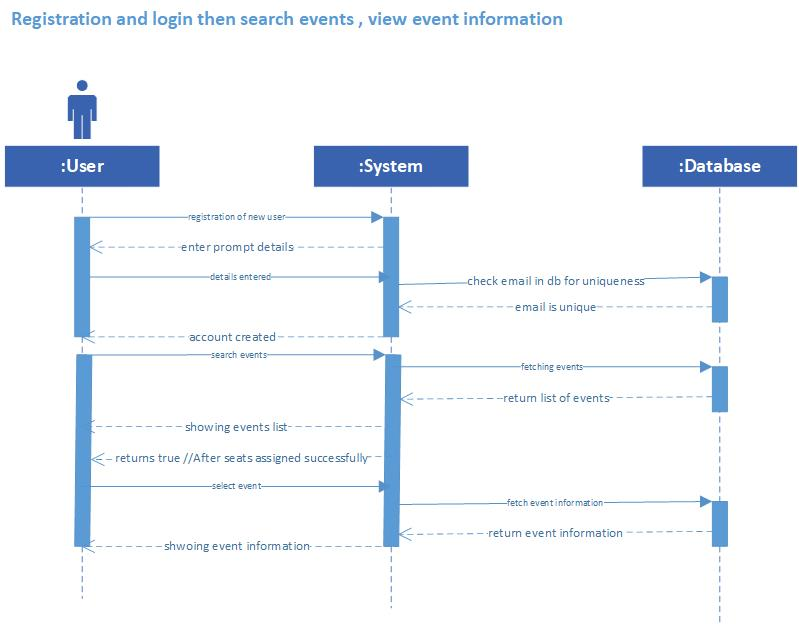 Registration and login then search events , view event information
:User
:System
:Database
registration of new user
enter prompt details
details entered
check email in db for uniqueness
email is unique
account created
search events
fetching events
return list of events
showing events list
returns true //After seats assigned successfully
select event
fetch event information
return event information
shwoing event information